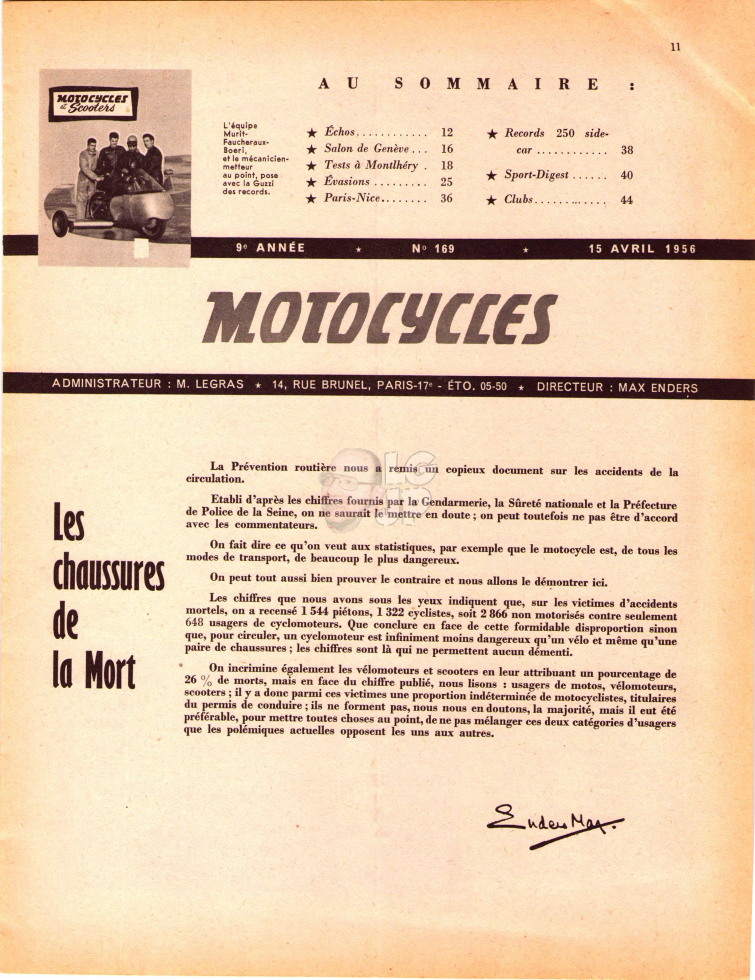 11
AU SOMMAIRE :
MOTOCYCLES
et Scooters
L'équipe
Murit-
Faucheraux-
Boeri,
et le mécanicien-
metteur
au point, pose
avec la Guzzi
des records.
★ Échos............ 12
★ Salon de Genève... 16
★ Tests à Montlhéry . 18
★ Évasions ......... 25
★ Paris-Nice........ 36
★ Records 250 side-
car ............ 38
★ Sport-Digest ...... 40
★ Clubs............. 44
9e ANNÉE ★ No 169 ★ 15 AVRIL 1956
MOTOCYCLES
ADMINISTRATEUR : M. LEGRAS ★ 14, RUE BRUNEL, PARIS-17e - ÉTO. 05-50 ★ DIRECTEUR : MAX ENDERS
Les
chaussures
de
la Mort
La Prévention routière nous a remis un copieux document sur les accidents de la
circulation.
Etabli d'après les chiffres fournis par la Gendarmerie, la Sûreté nationale et la Préfecture
de Police de la Seine, on ne saurait le mettre en doute ; on peut toutefois ne pas être d'accord
avec les commentateurs.
On fait dire ce qu'on veut aux statistiques, par exemple que le motocycle est, de tous les
modes de transport, de beaucoup le plus dangereux.
On peut tout aussi bien prouver le contraire et nous allons le démontrer ici.
Les chiffres que nous avons sous les yeux indiquent que, sur les victimes d'accidents
mortels, on a recensé 1 544 piétons, 1 322 cyclistes, soit 2 866 non motorisés contre seulement
648 usagers de cyclomoteurs. Que conclure en face de cette formidable disproportion sinon
que, pour circuler, un cyclomoteur est infiniment moins dangereux qu'un vélo et même qu'une
paire de chaussures ; les chiffres sont là qui ne permettent aucun démenti.
On incrimine également les vélomoteurs et scooters en leur attribuant un pourcentage de
26 % de morts, mais en face du chiffre publié, nous lisons : usagers de motos, vélomoteurs,
scooters ; il y a donc parmi ces victimes une proportion indéterminée de motocyclistes, titulaires
du permis de conduire ; ils ne forment pas, nous nous en doutons, la majorité, mais il eut été
préférable, pour mettre toutes choses au point, de ne pas mélanger ces deux catégories d'usagers
que les polémiques actuelles opposent les uns aux autres.
Enders Max.